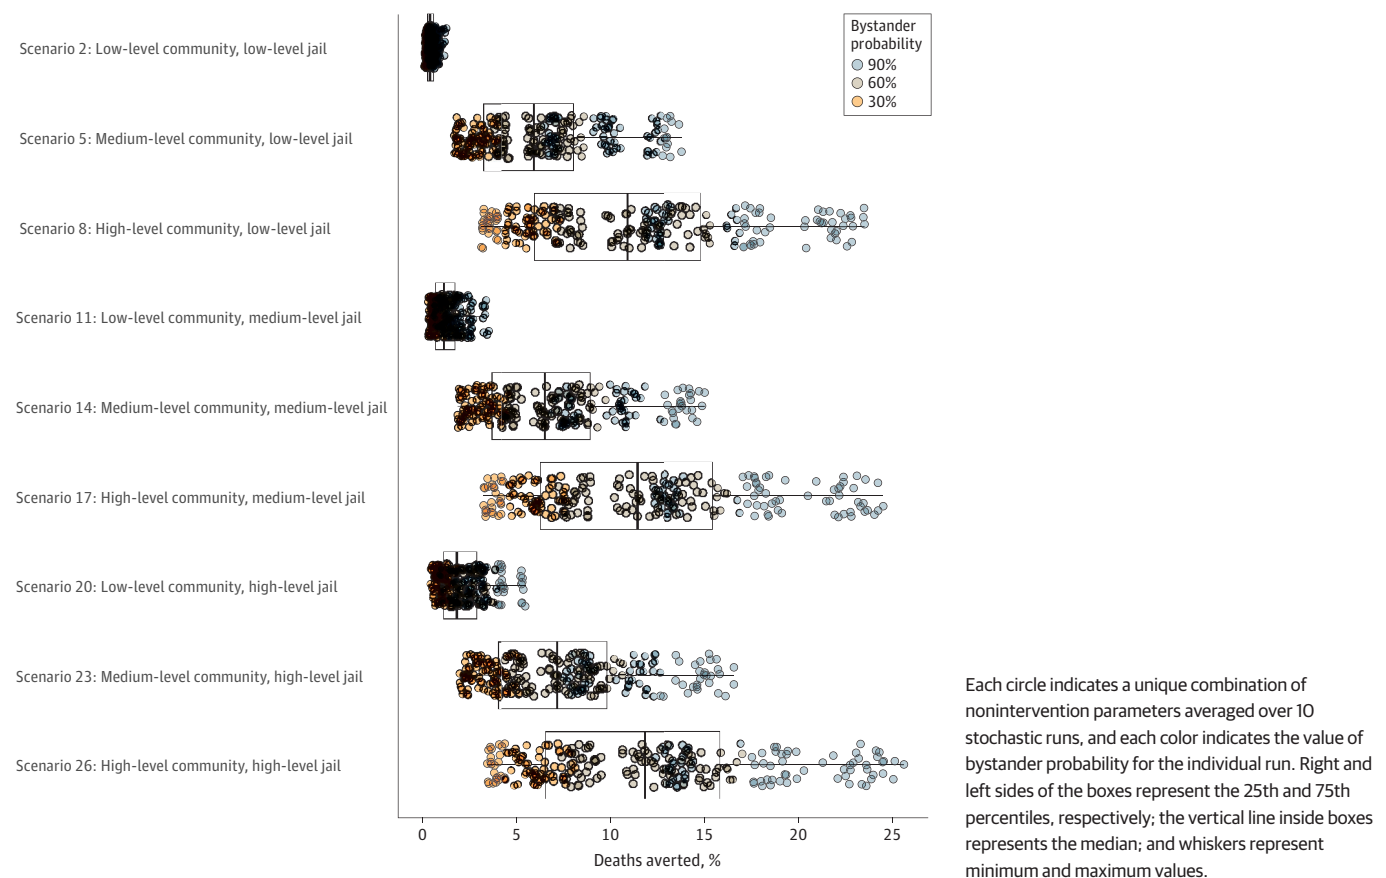 Scenario 2: Low-level community, low-level jail
Scenario 5: Medium-level community, low-level jail
Scenario 8: High-level community, low-level jail
Scenario 11: Low-level community, medium-level jail
Scenario 14: Medium-level community, medium-level jail
Scenario 17: High-level community, medium-level jail
Scenario 20: Low-level community, high-level jail
Scenario 23: Medium-level community, high-level jail
Scenario 26: High-level community, high-level jail
Bystander
probability
90%
60%
30%
0 5 10 15 20 25
Deaths averted, %
Each circle indicates a unique combination of
nonintervention parameters averaged over 10
stochastic runs, and each color indicates the value of
bystander probability for the individual run. Right and
left sides of the boxes represent the 25th and 75th
percentiles, respectively; the vertical line inside boxes
represents the median; and whiskers represent
minimum and maximum values.